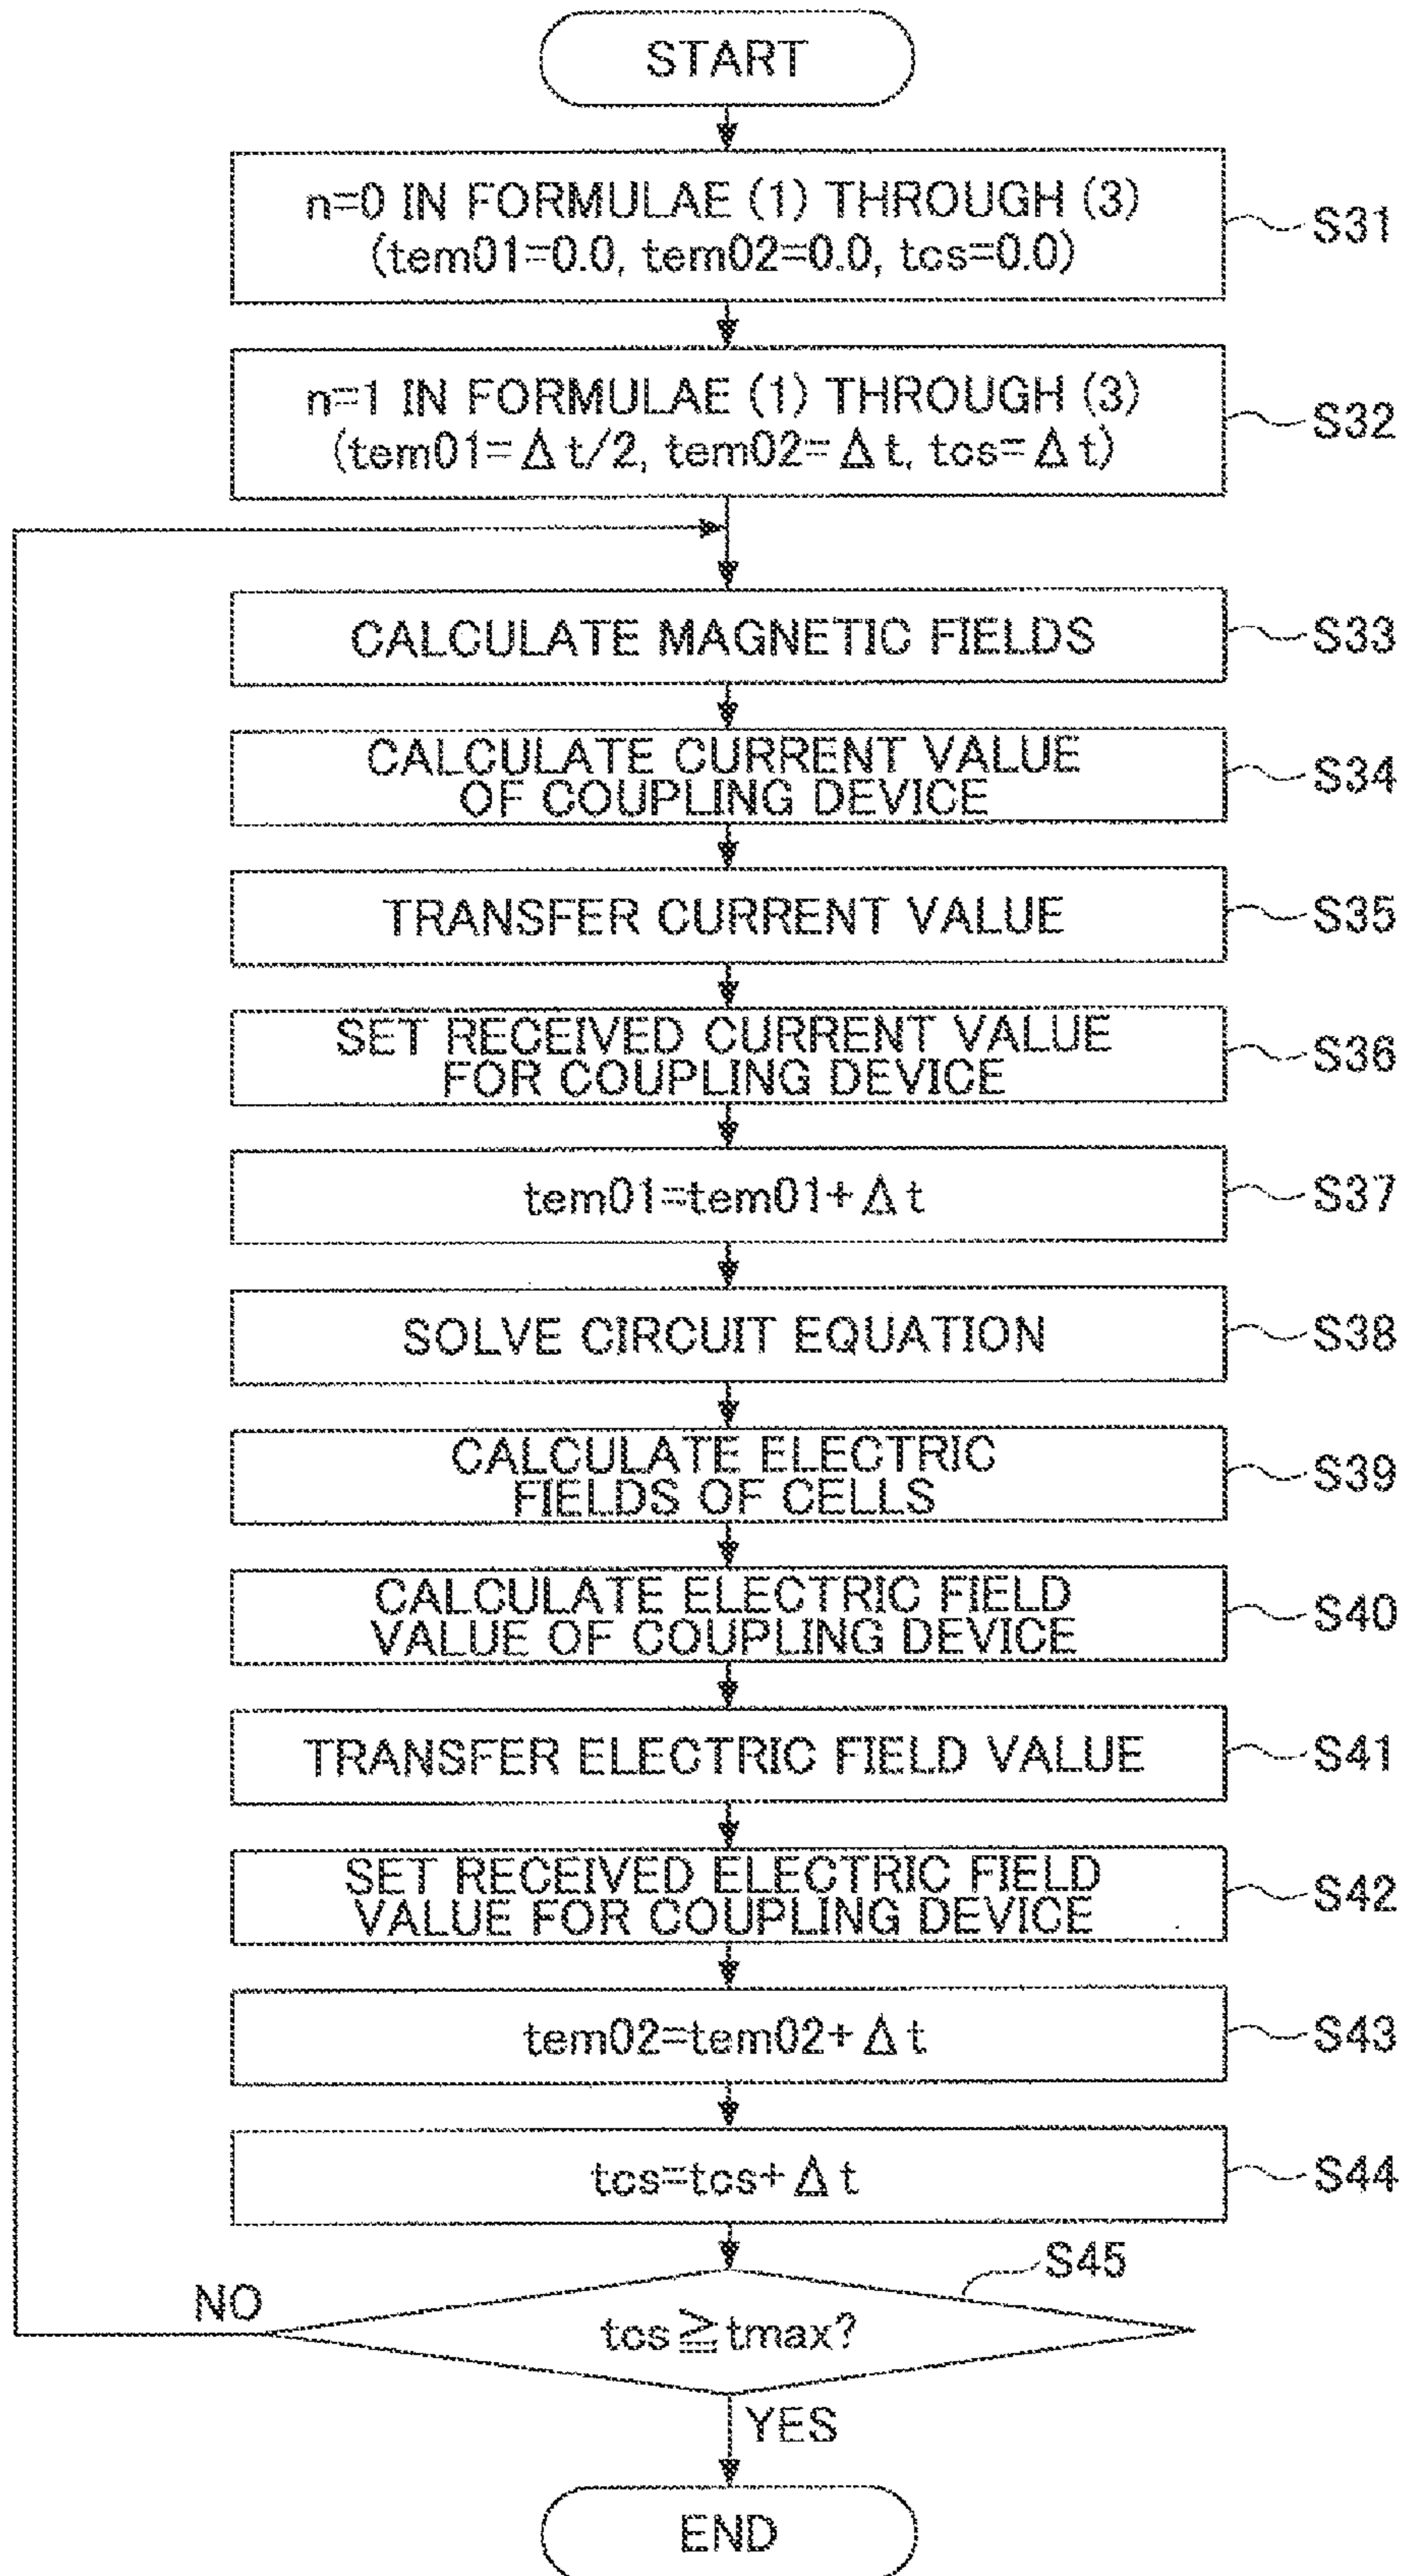 START
n=0 IN FORMULAE (1) THROUGH (3)
(tem01=0.0, tem02=0.0, tcs=0.0)
S31
n=1 IN FORMULAE (1) THROUGH (3)
(tem01=Δt/2, tem02=Δt, tcs=Δt)
S32
CALCULATE MAGNETIC FIELDS
S33
CALCULATE CURRENT VALUE
OF COUPLING DEVICE
S34
TRANSFER CURRENT VALUE
S35
SET RECEIVED CURRENT VALUE
FOR COUPLING DEVICE
S36
tem01=tem01+Δt
S37
SOLVE CIRCUIT EQUATION
S38
CALCULATE ELECTRIC
FIELDS OF CELLS
S39
CALCULATE ELECTRIC FIELD
VALUE OF COUPLING DEVICE
S40
TRANSFER ELECTRIC FIELD VALUE
S41
SET RECEIVED ELECTRIC FIELD
VALUE FOR COUPLING DEVICE
S42
tem02=tem02+Δt
S43
tcs=tcs+Δt
S44
S45
NO
tcs≧tmax?
YES
END